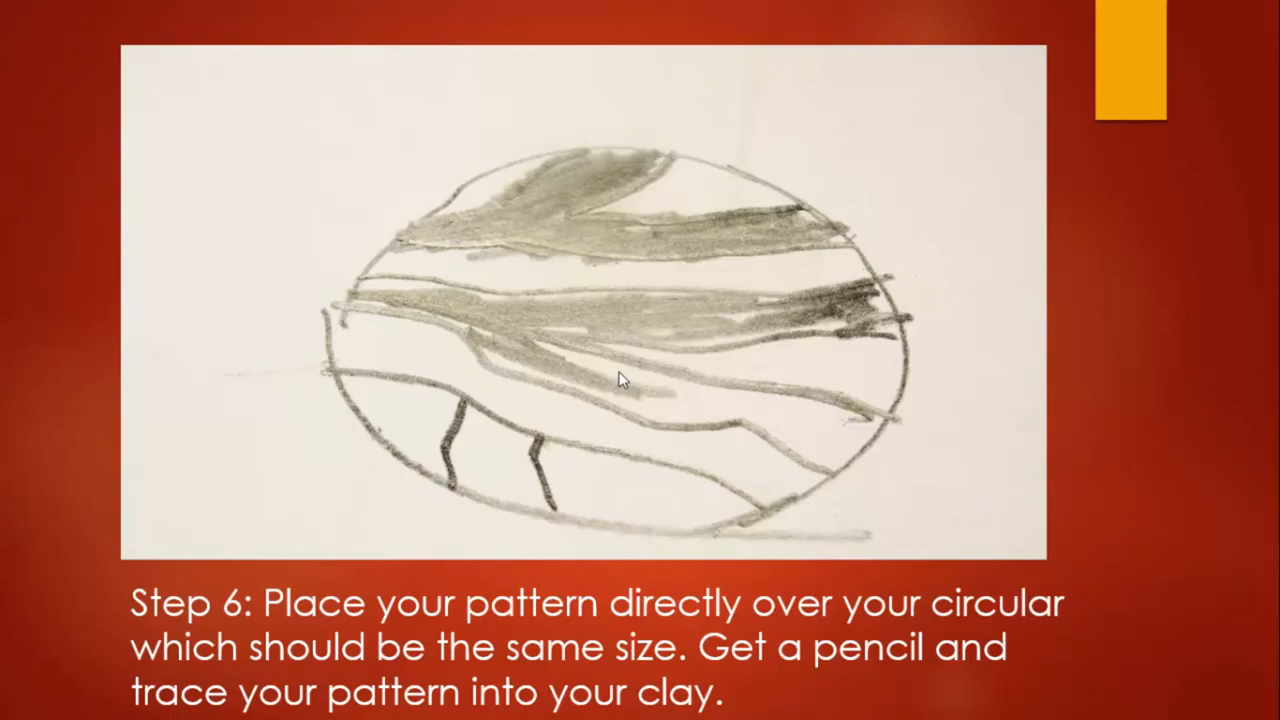 Step 6: Place your pattern directly over your circular
which should be the same size. Get a pencil and
trace your pattern into your clay.